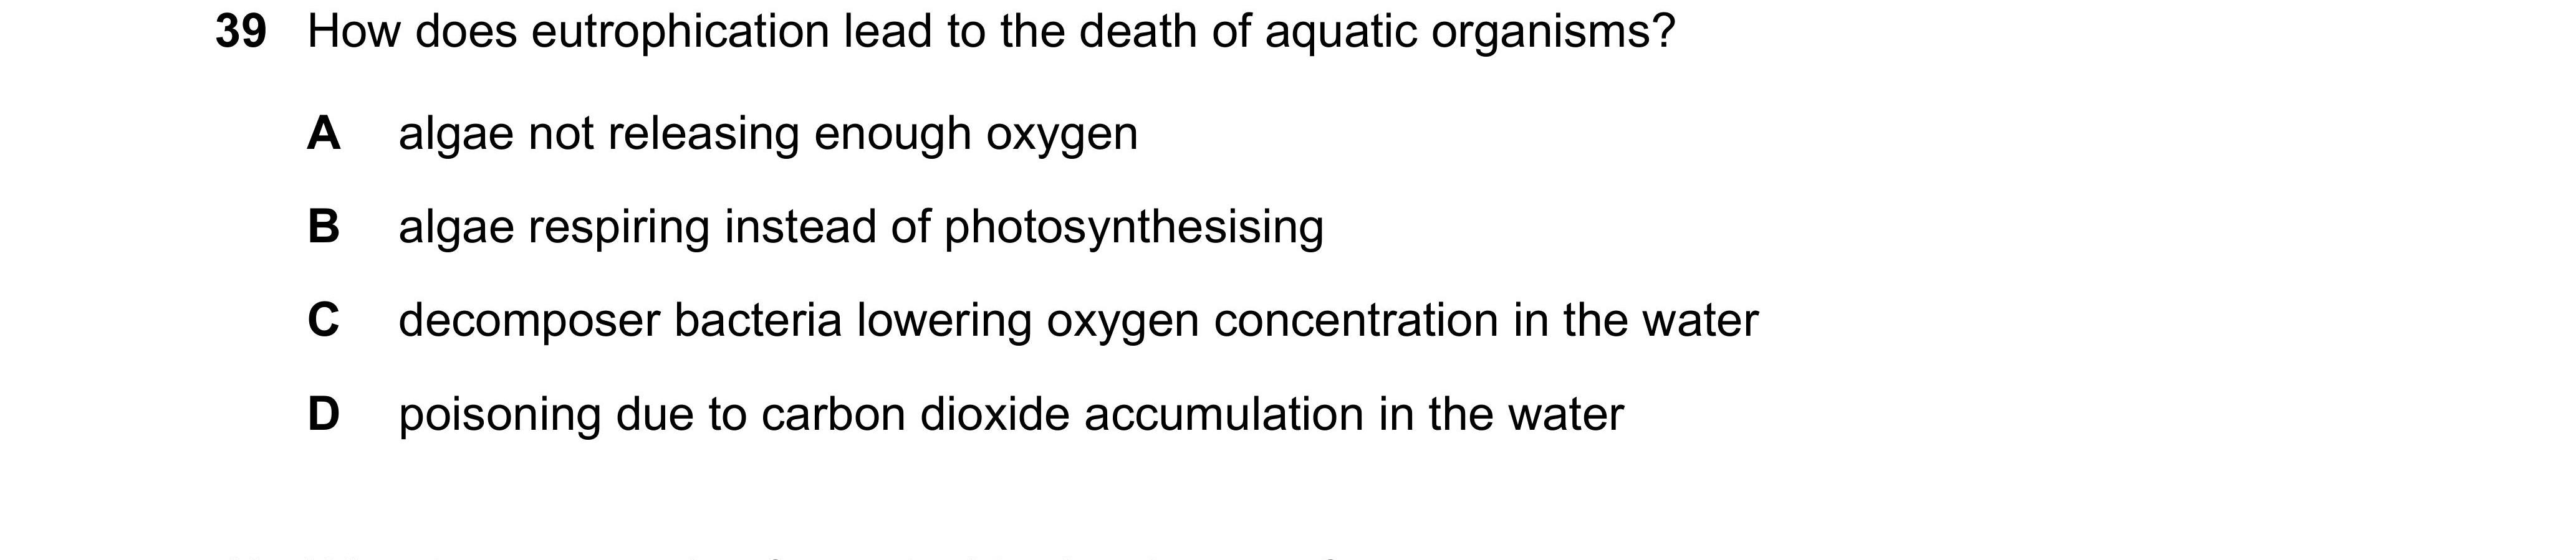 39 How does eutrophication lead to the death of aquatic organisms?
A algae not releasing enough oxygen
B algae respiring instead of photosynthesising
C decomposer bacteria lowering oxygen concentration in the water
D poisoning due to carbon dioxide accumulation in the water